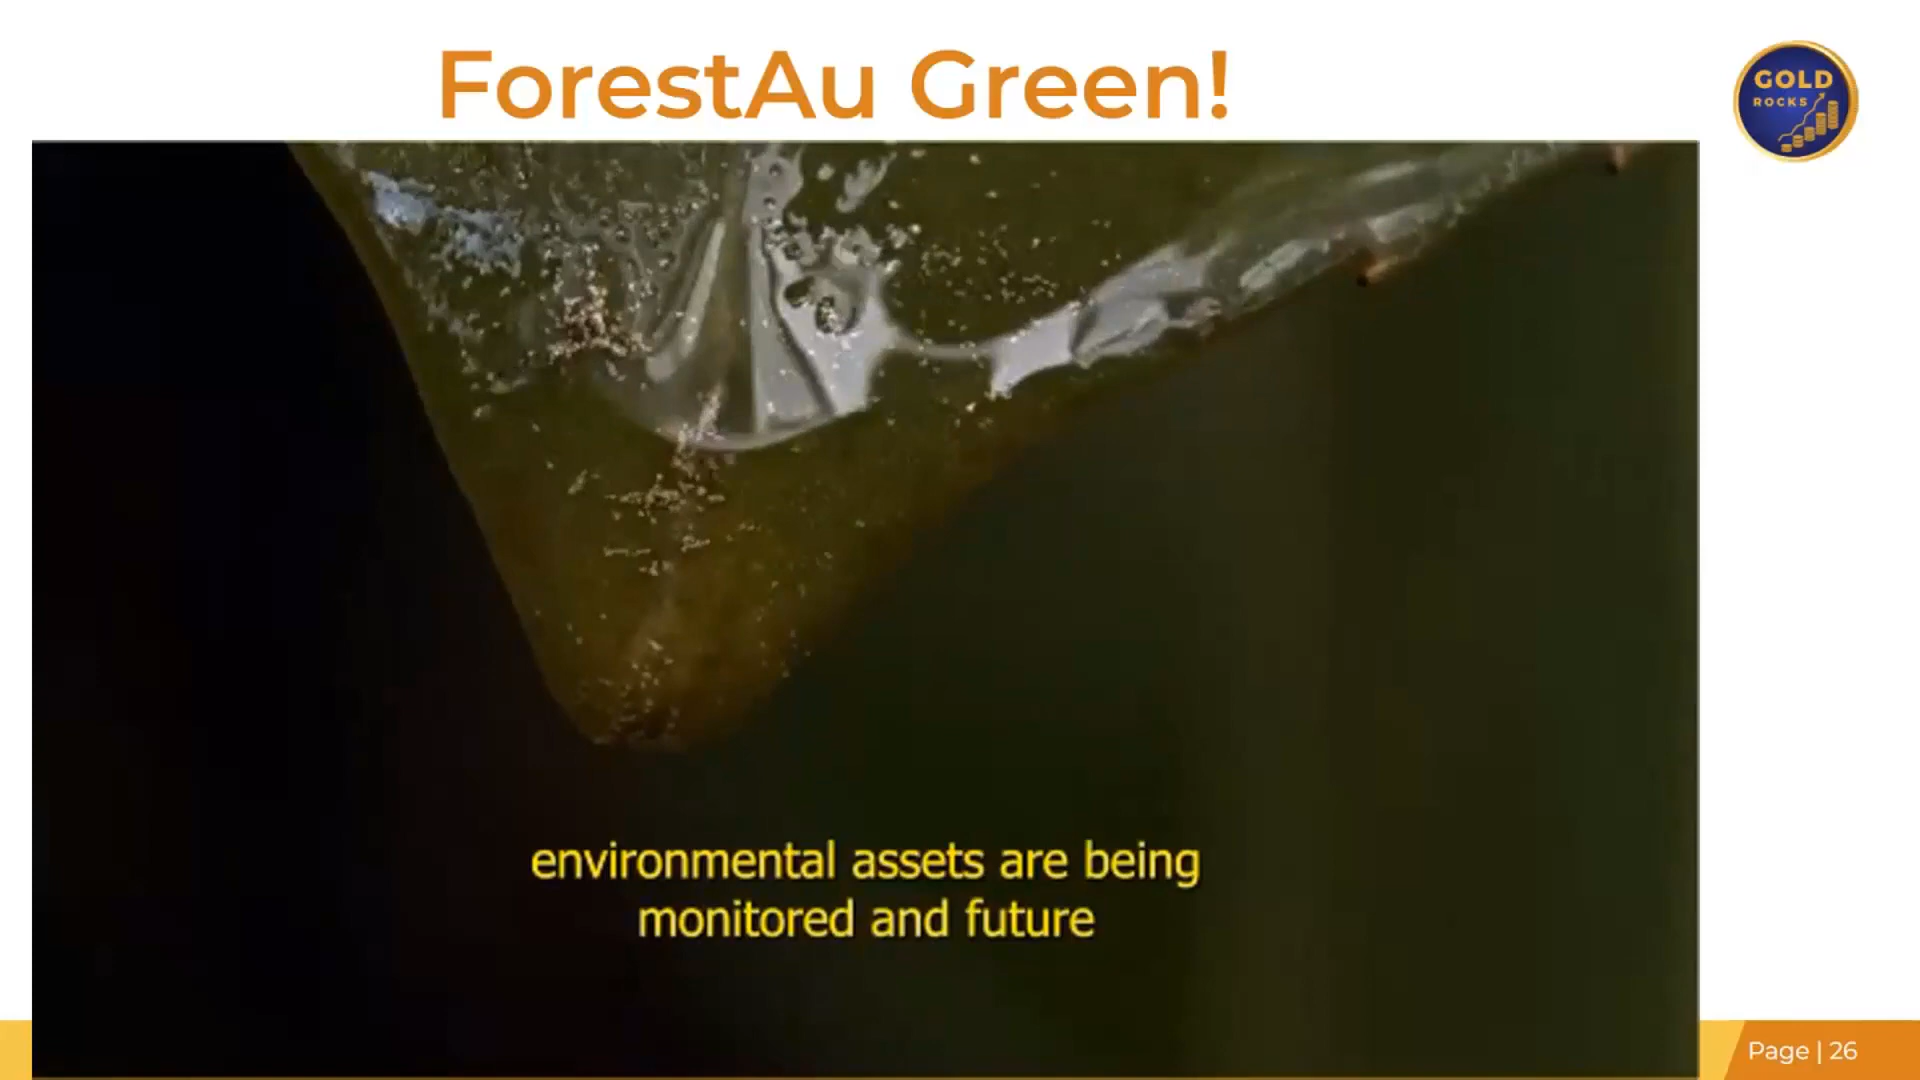 ForestAu Green!
GOLD
ROCKS
environmental assets are being
monitored and future
Page | 26